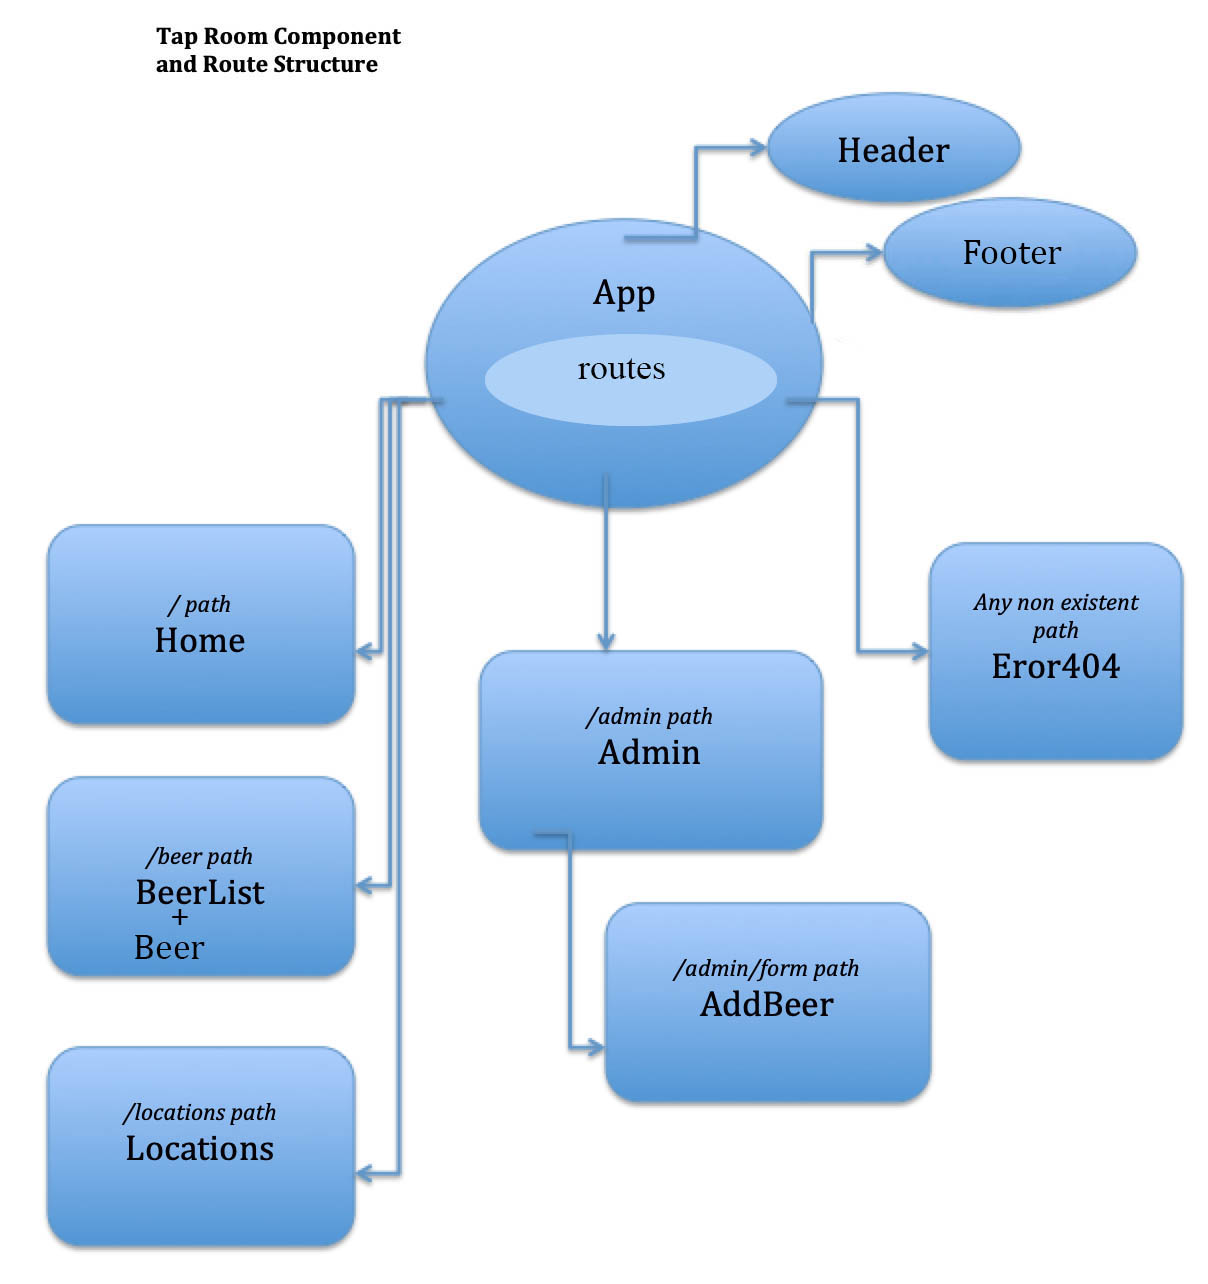 Tap Room Component
and Route Structure
Header
Footer
App
routes
/ path
Home
Any non existent
path
Eror404
/admin path
Admin
/beer path
BeerList
+
Beer
/admin/form path
AddBeer
/locations path
Locations